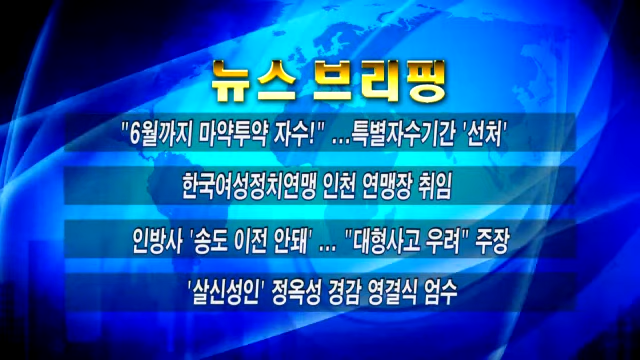 뉴스 브리핑
"6월까지 마약투약 자수!" ...특별자수기간 '선처'
한국여성정치연맹 인천 연맹장 취임
인방사 '송도 이전 안돼' ... "대형사고 우려" 주장
'살신성인' 정옥성 경감 영결식 엄수